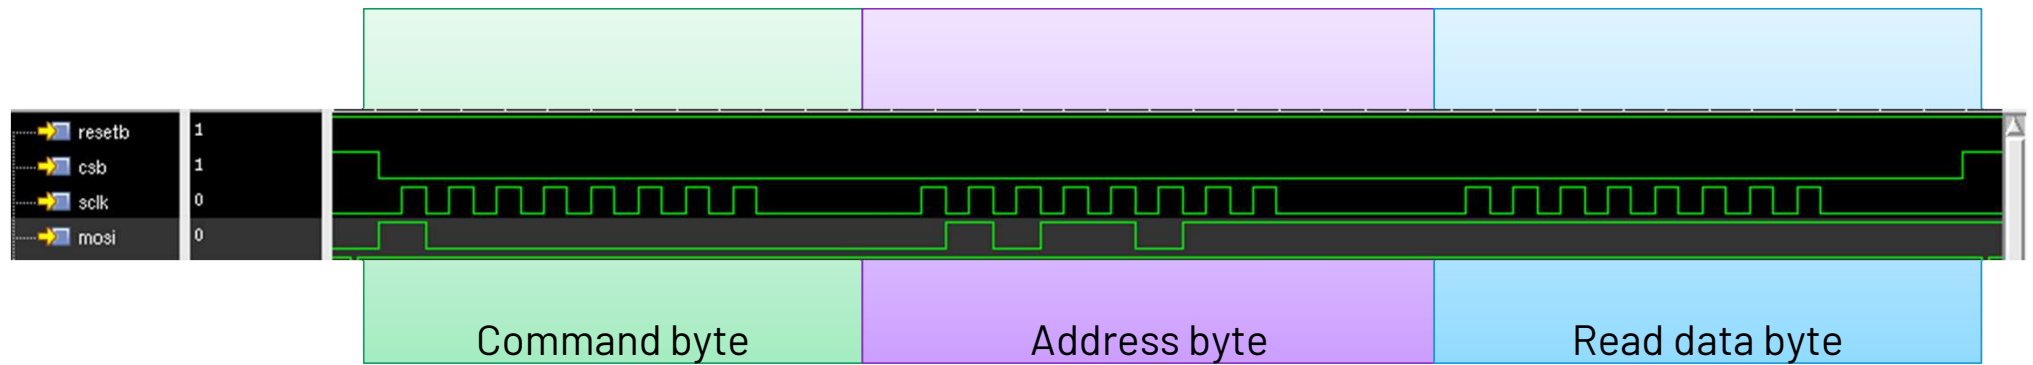 resetb 1
csb 1
sclk 0
mosi 0
Command byte
Address byte
Read data byte